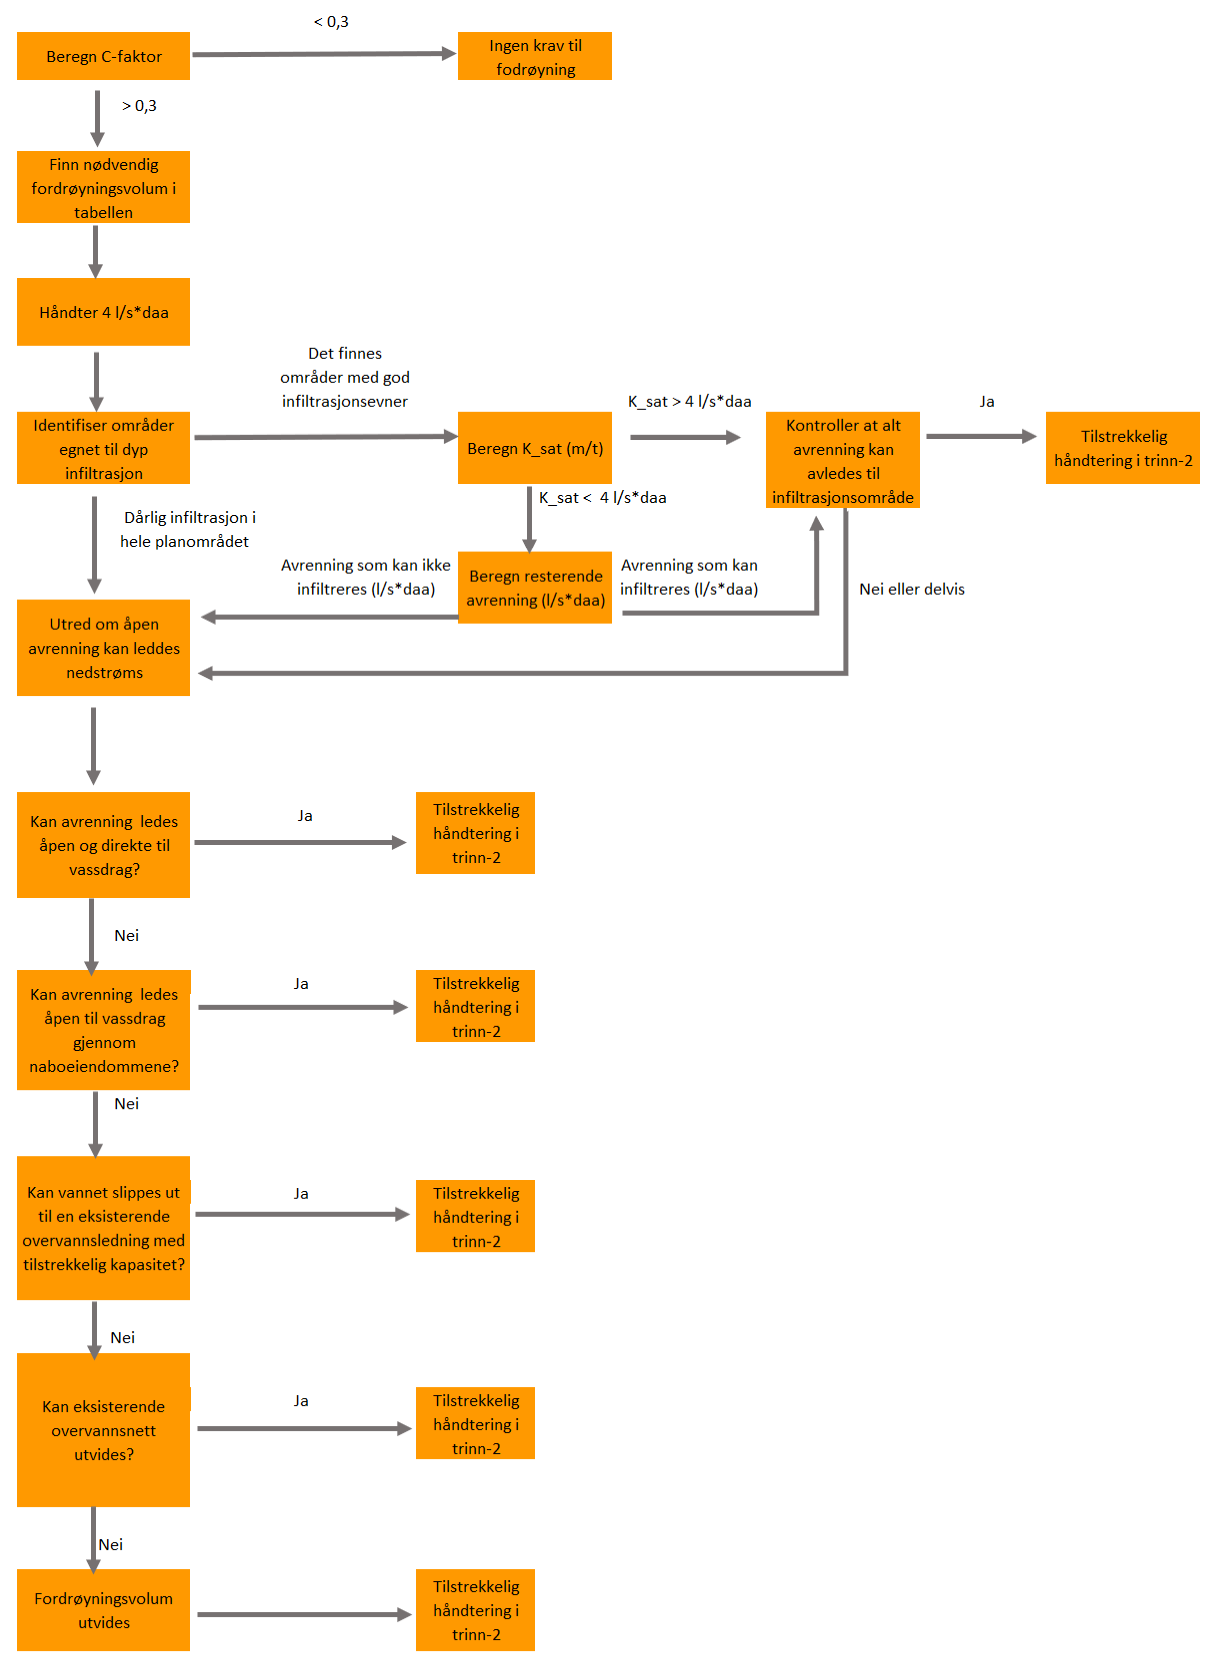 < 0,3
Beregn C-faktor
Ingen krav til
fodrøyning
> 0,3
Finn nødvendig
fordrøyningsvolum i
tabellen
Håndter 4 l/s*daa
Det finnes
områder med god
infiltrasjonsevner
Identifiser områder
egnet til dyp
infiltrasjon
Beregn K_sat (m/t)
K_sat > 4 l/s*daa
Kontroller at alt
avrenning kan
avledes til
infiltrasjonsområde
Ja
Tilstrekkelig
håndtering i trinn-2
K_sat <  4 l/s*daa
Dårlig infiltrasjon i
hele planområdet
Avrenning som kan ikke
infiltreres (l/s*daa)
Beregn resterende
avrenning (l/s*daa)
Avrenning som kan
infiltreres (l/s*daa)
Nei eller delvis
Utred om åpen
avrenning kan leddes
nedstrøms
Kan avrenning  ledes
åpen og direkte til
vassdrag?
Ja
Tilstrekkelig
håndtering i
trinn-2
Nei
Kan avrenning  ledes
åpen til vassdrag
gjennom
naboeiendommene?
Ja
Tilstrekkelig
håndtering i
trinn-2
Nei
Kan vannet slippes ut
til en eksisterende
overvannsledning med
tilstrekkelig kapasitet?
Ja
Tilstrekkelig
håndtering i
trinn-2
Nei
Kan eksisterende
overvannsnett
utvides?
Ja
Tilstrekkelig
håndtering i
trinn-2
Nei
Fordrøyningsvolum
utvides
Tilstrekkelig
håndtering i
trinn-2